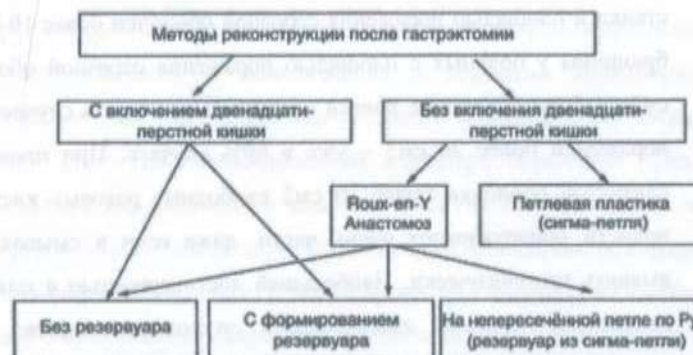 Методы реконструкции после гастрэктомии
С включением двенадцати-
перстной кишки
Без включения двенадцати-
перстной кишки
Roux-en-Y
Анастомоз
Петлевая пластика
(сигма-петля)
Без резервуара
С формированием
резервуара
На непересечённой петле по Ру
(резервуар из сигма-петли)